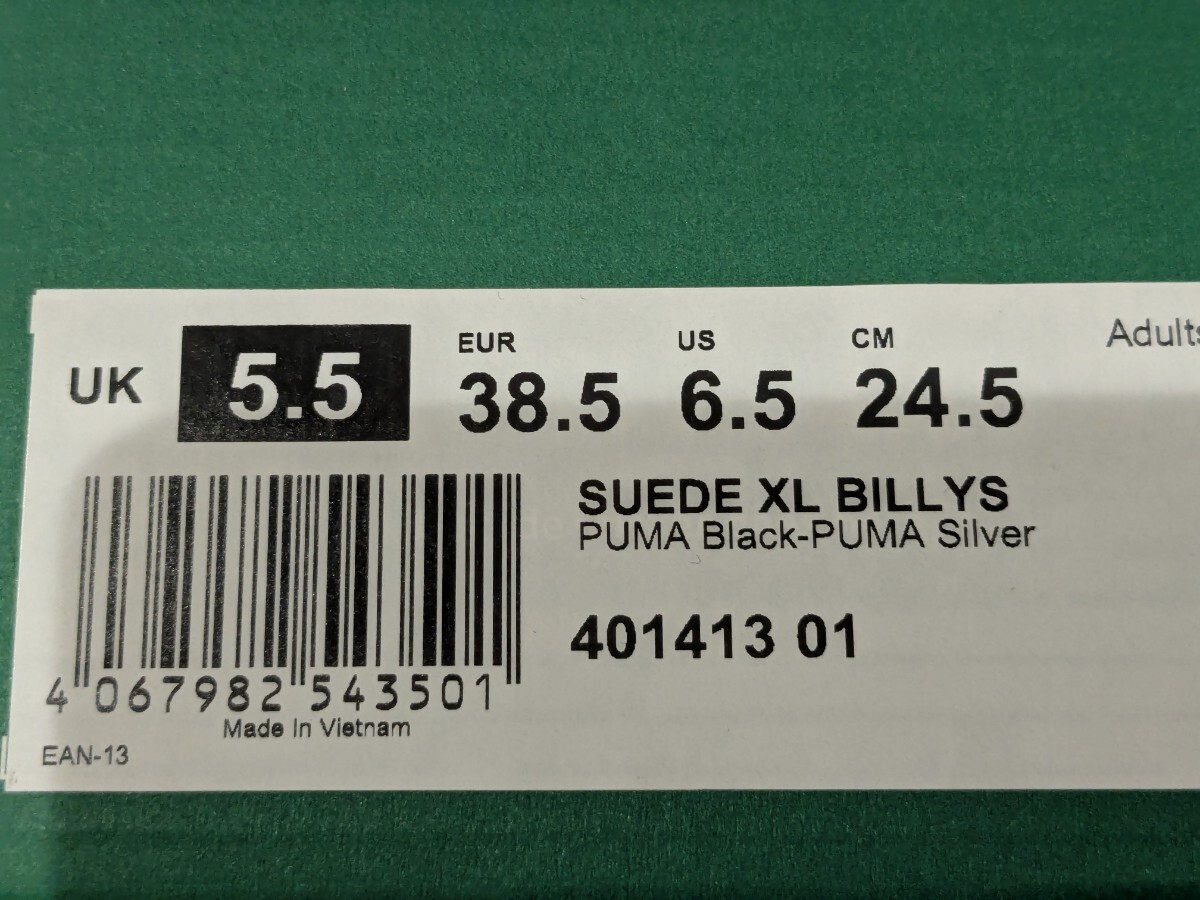 EUR US CM Adults
UK 5.5 38.5 6.5 24.5
SUEDE XL BILLYS
PUMA Black-PUMA Silver
401413 01
4 067982 543501
Made In Vietnam
EAN-13